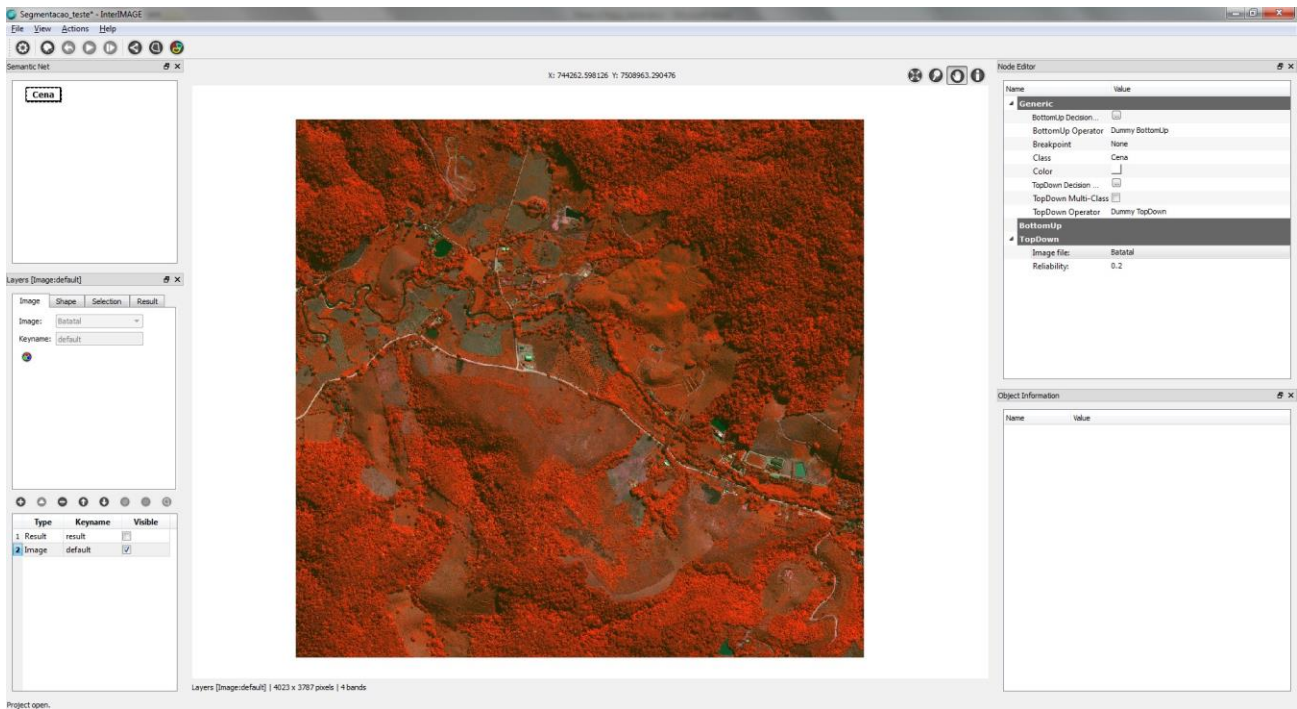 Segmentacao_teste* - InterIMAGE
File View Actions Help
Semantic Net
Cena
Layers [Image:default]
Image Shape Selection Result
Image: Batatal
Keyname: default
Type Keyname Visible
1 Result result
2 Image default
Project open.
X: 744262.598126 Y: 7508963.290476
Layers [Image:default] | 4023 x 3787 pixels | 4 bands
Node Editor
Name Value
Generic
BottomUp Decision...
BottomUp Operator Dummy BottomUp
Breakpoint None
Class Cena
Color
TopDown Decision ...
TopDown Multi-Class
TopDown Operator Dummy TopDown
BottomUp
TopDown
Image file: Batatal
Reliability: 0.2
Object Information
Name Value